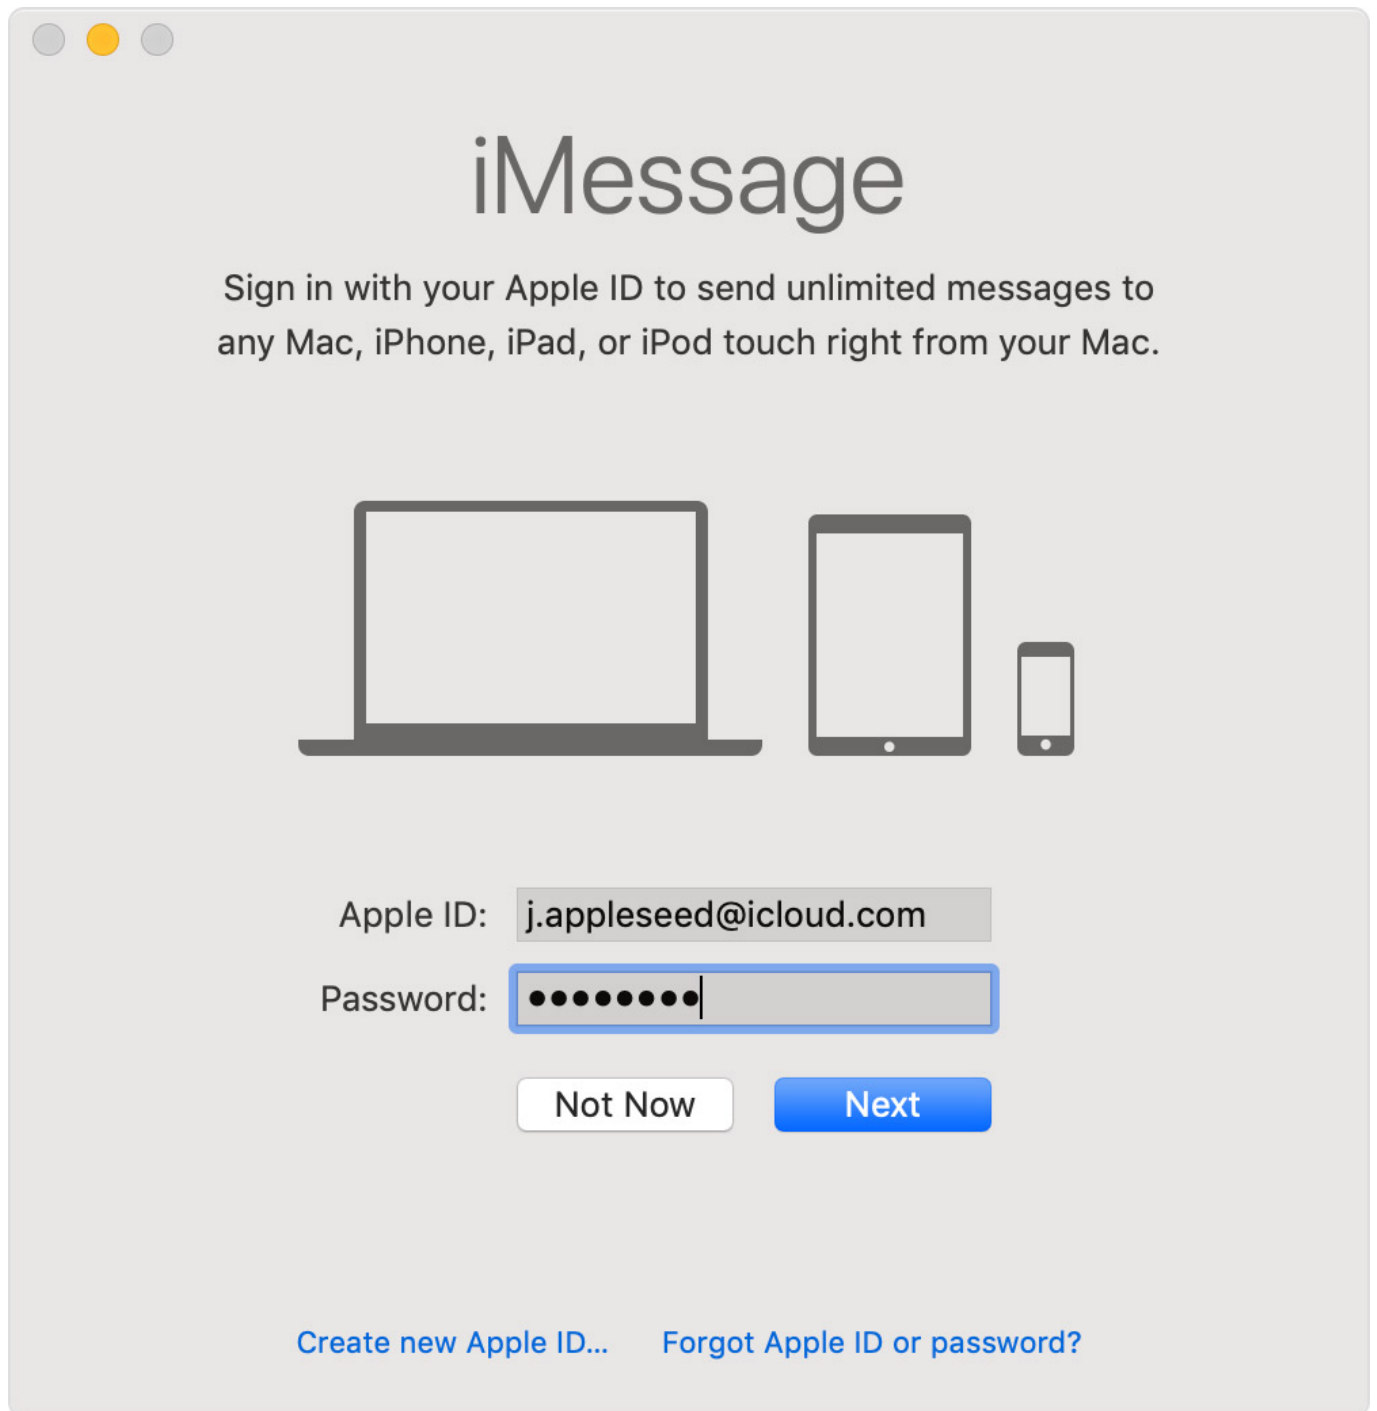 iMessage
Sign in with your Apple ID to send unlimited messages to
any Mac, iPhone, iPad, or iPod touch right from your Mac.
Apple ID: j.appleseed@icloud.com
Password: ••••••••
Not Now Next
Create new Apple ID... Forgot Apple ID or password?